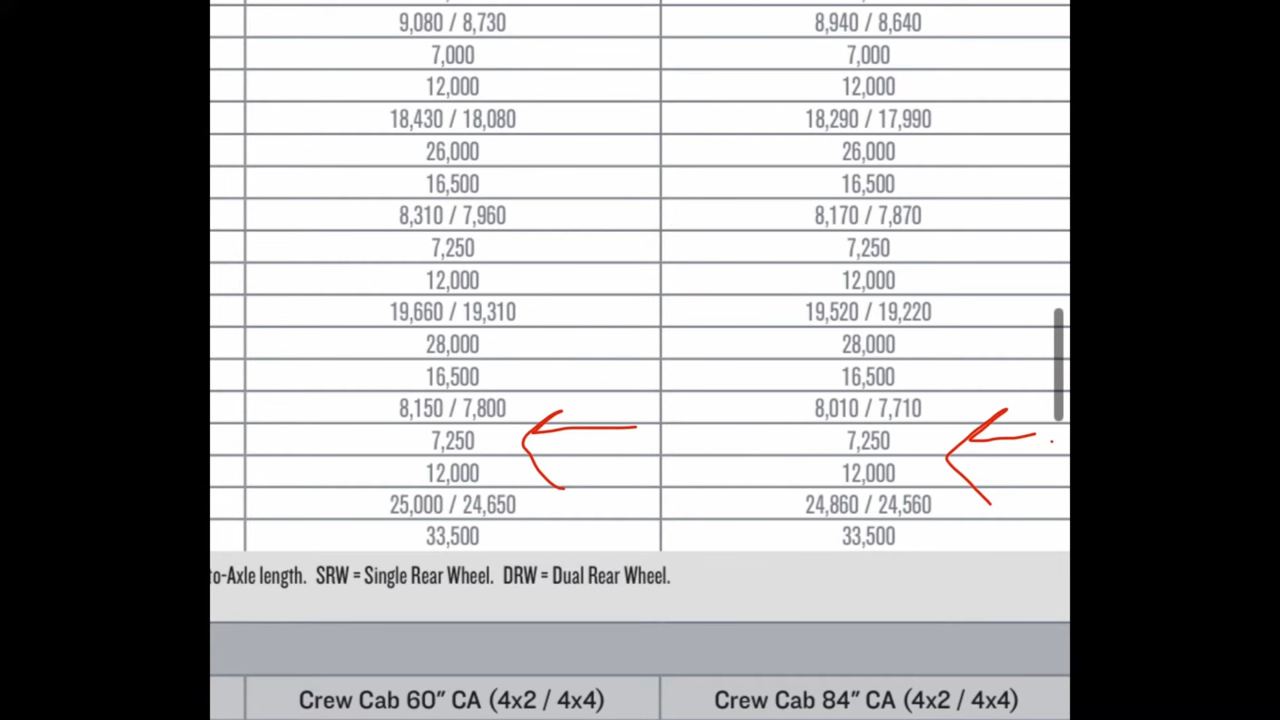 9,080 / 8,730 8,940 / 8,640
7,000 7,000
12,000 12,000
18,430 / 18,080 18,290 / 17,990
26,000 26,000
16,500 16,500
8,310 / 7,960 8,170 / 7,870
7,250 7,250
12,000 12,000
19,660 / 19,310 19,520 / 19,220
28,000 28,000
16,500 16,500
8,150 / 7,800 8,010 / 7,710
7,250 7,250
12,000 12,000
25,000 / 24,650 24,860 / 24,560
33,500 33,500
to-Axle length. SRW = Single Rear Wheel. DRW = Dual Rear Wheel.
Crew Cab 60” CA (4x2 / 4x4) Crew Cab 84” CA (4x2 / 4x4)